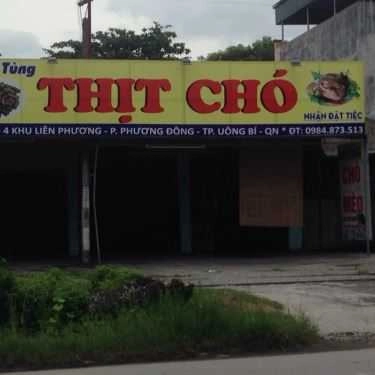 Tùng
THỊT CHÓ
NHẬN ĐẶT TIỆC
4 KHU LIÊN PHƯƠNG - P. PHƯƠNG ĐÔNG - TP. UÔNG BÍ - QN * ĐT: 0984.873.513
CHÓ
MÈO